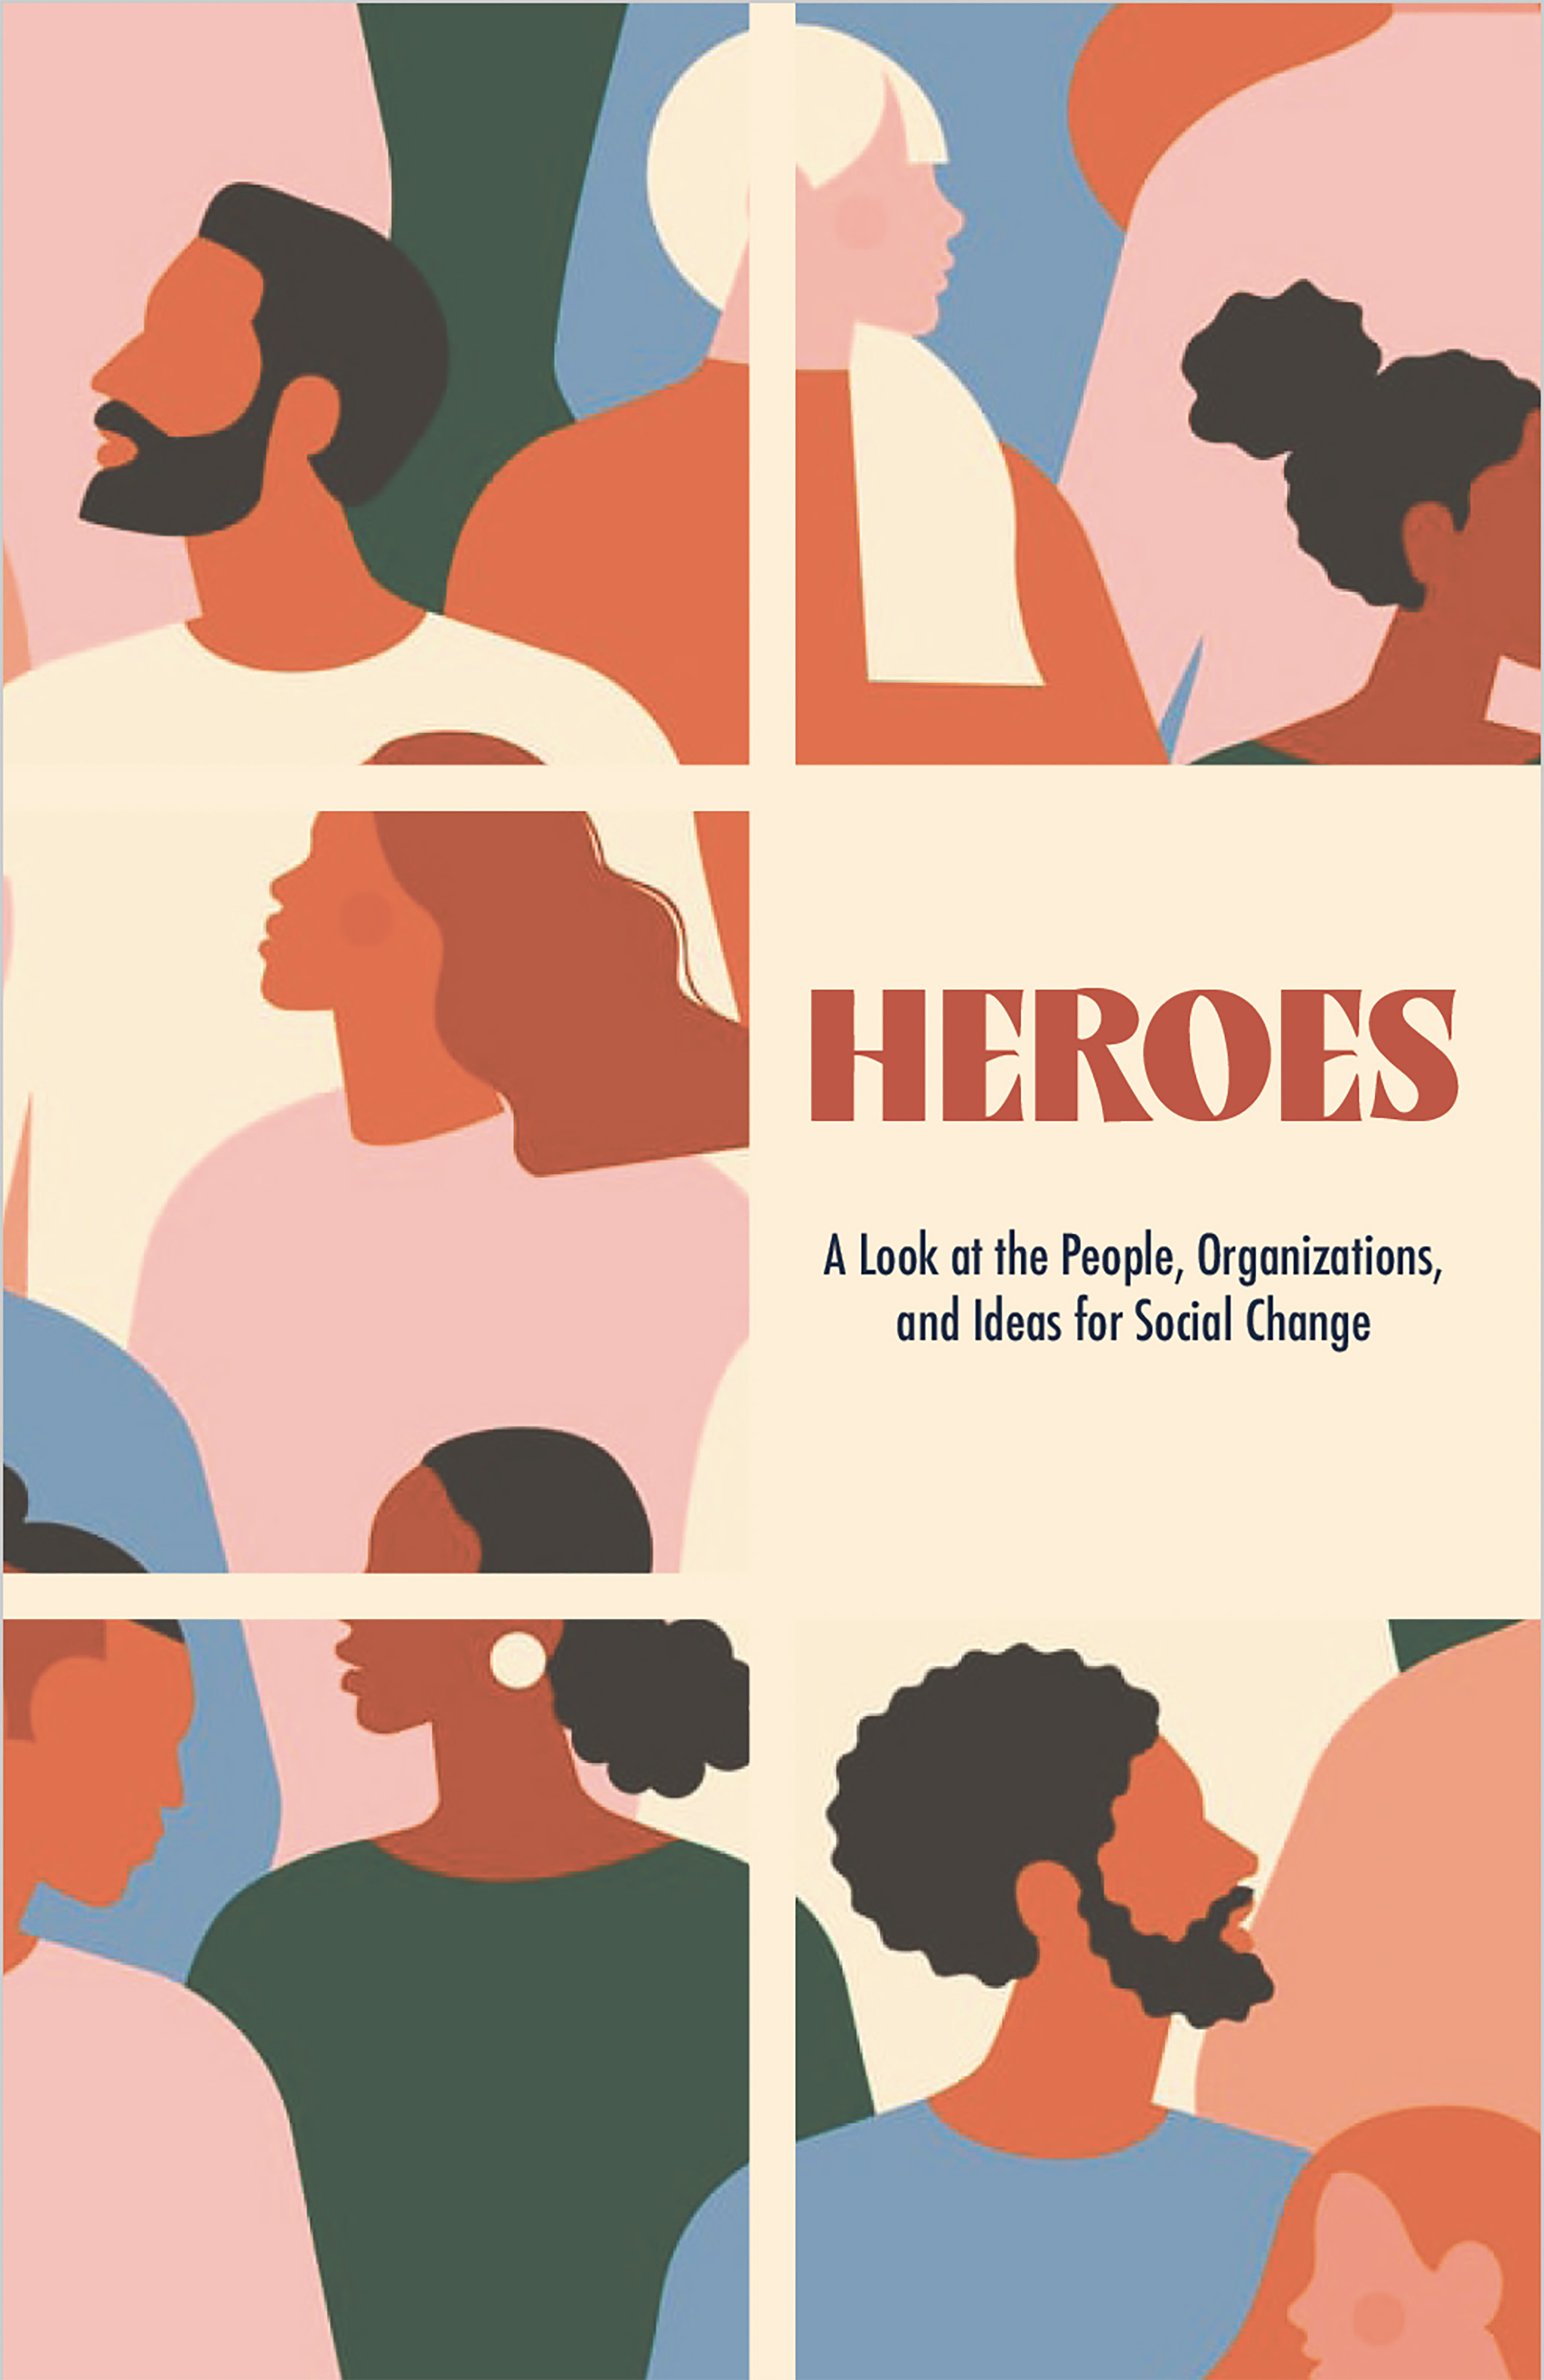 HEROES
A Look at the People, Organizations,
and Ideas for Social Change